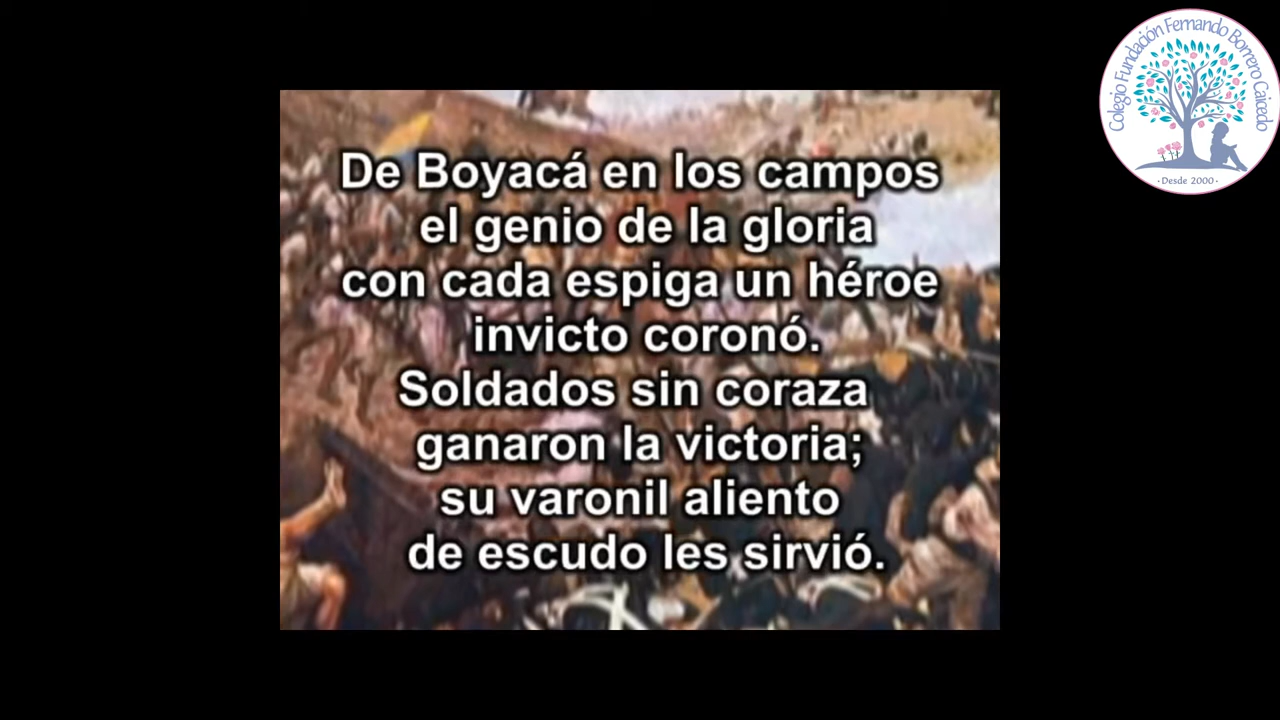 De Boyacá en los campos
el genio de la gloria
con cada espiga un héroe
invicto coronó.
Soldados sin coraza
ganaron la victoria;
su varonil aliento
de escudo les sirvió.
Colegio Fundación Fernando Borrero Caicedo
· Desde 2000 ·